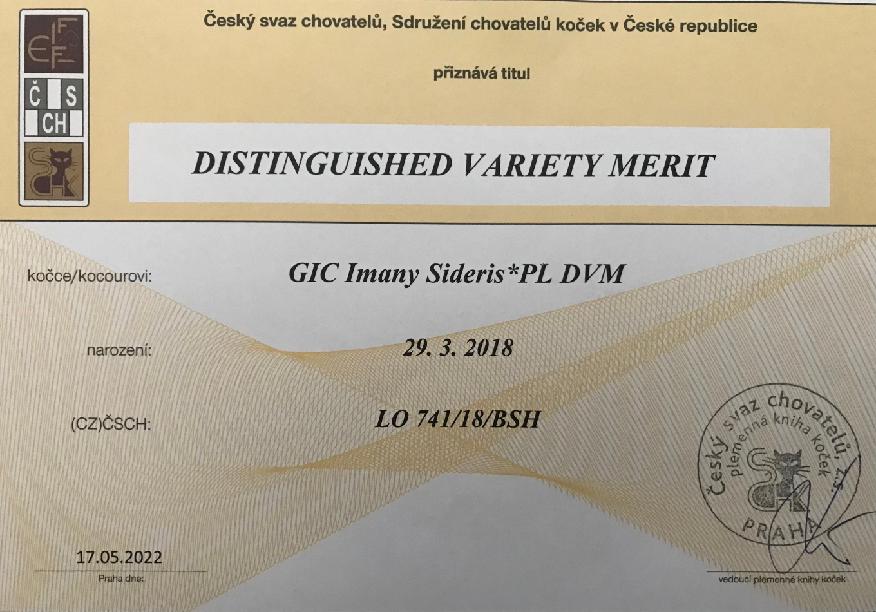 FIFE
Č S
CH
SCHK
Český svaz chovatelů, Sdružení chovatelů koček v České republice
přiznává titul
DISTINGUISHED VARIETY MERIT
kočce/kocourovi: GIC Imany Sideris*PL DVM
narození: 29. 3. 2018
(CZ)ČSCH: LO 741/18/BSH
Český svaz chovatelů, z.s.
plemenná kniha koček
PRAHA
17.05.2022
Praha dne:
vedoucí plemenné knihy koček